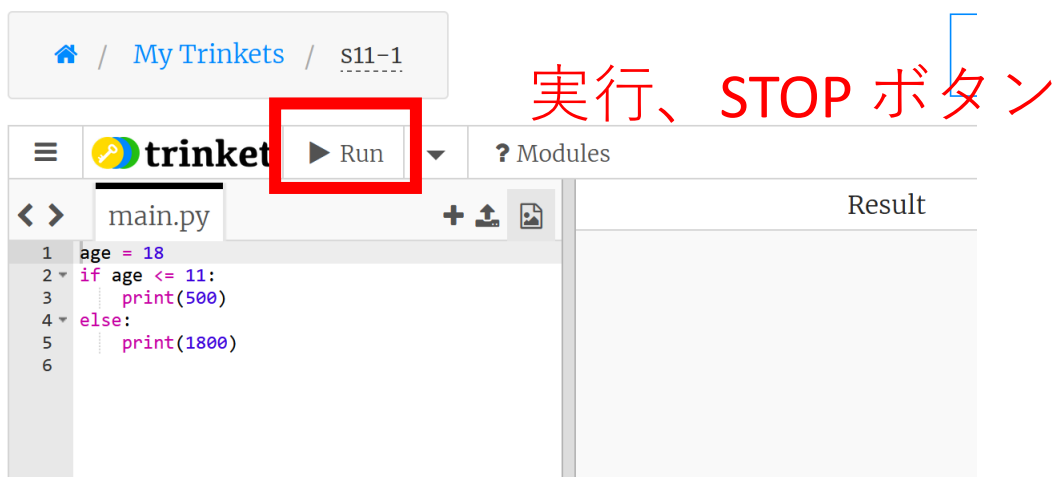 / My Trinkets / s11-1
実行、STOP ボタン
trinket Run ? Modules
main.py
Result
1 age = 18
2 if age <= 11:
3 print(500)
4 else:
5 print(1800)
6